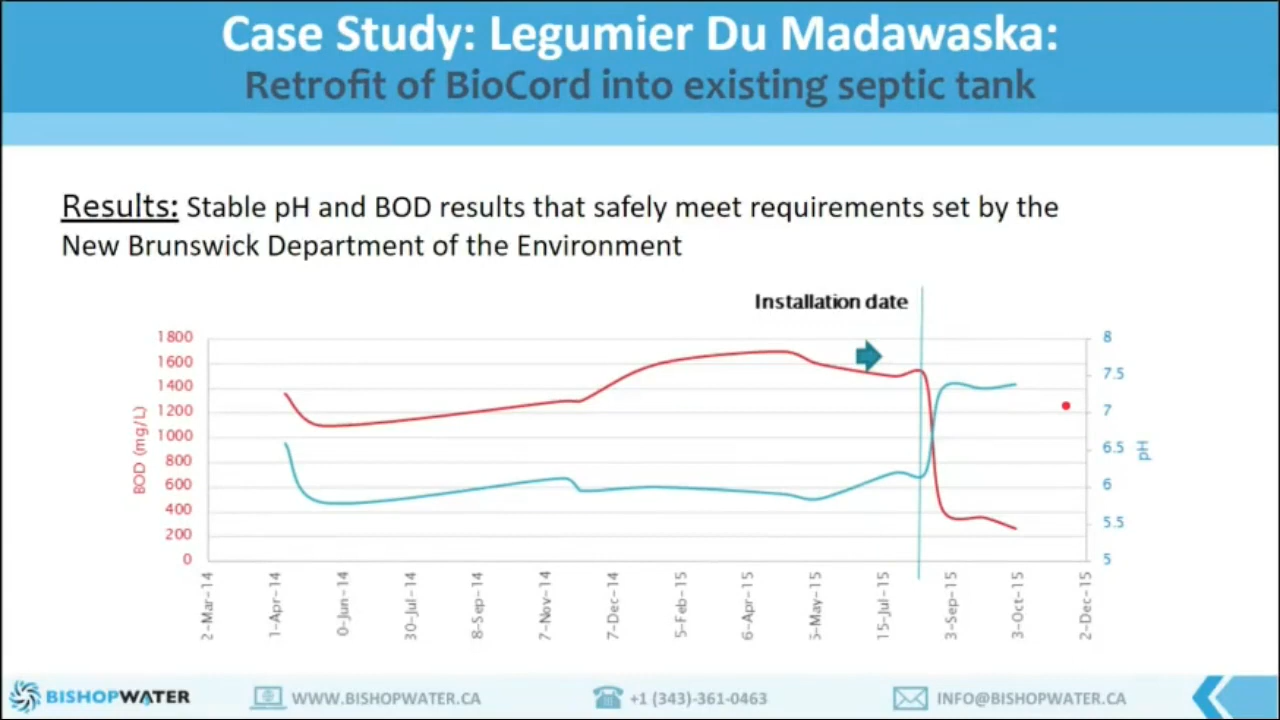 Case Study: Legumier Du Madawaska:
Retrofit of BioCord into existing septic tank
Results: Stable pH and BOD results that safely meet requirements set by the
New Brunswick Department of the Environment
Installation date
1800
1600
1400
1200
1000
800
600
400
200
0
BOD (mg/L)
8
7.5
7
6.5
6
5.5
5
pH
2-Mar-14
1-Apr-14
0-Jun-14
30-Jul-14
8-Sep-14
7-Nov-14
7-Dec-14
5-Feb-15
6-Apr-15
5-May-15
15-Jul-15
3-Sep-15
3-Oct-15
2-Dec-15
BISHOPWATER
WWW.BISHOPWATER.CA
+1 (343)-361-0463
INFO@BISHOPWATER.CA